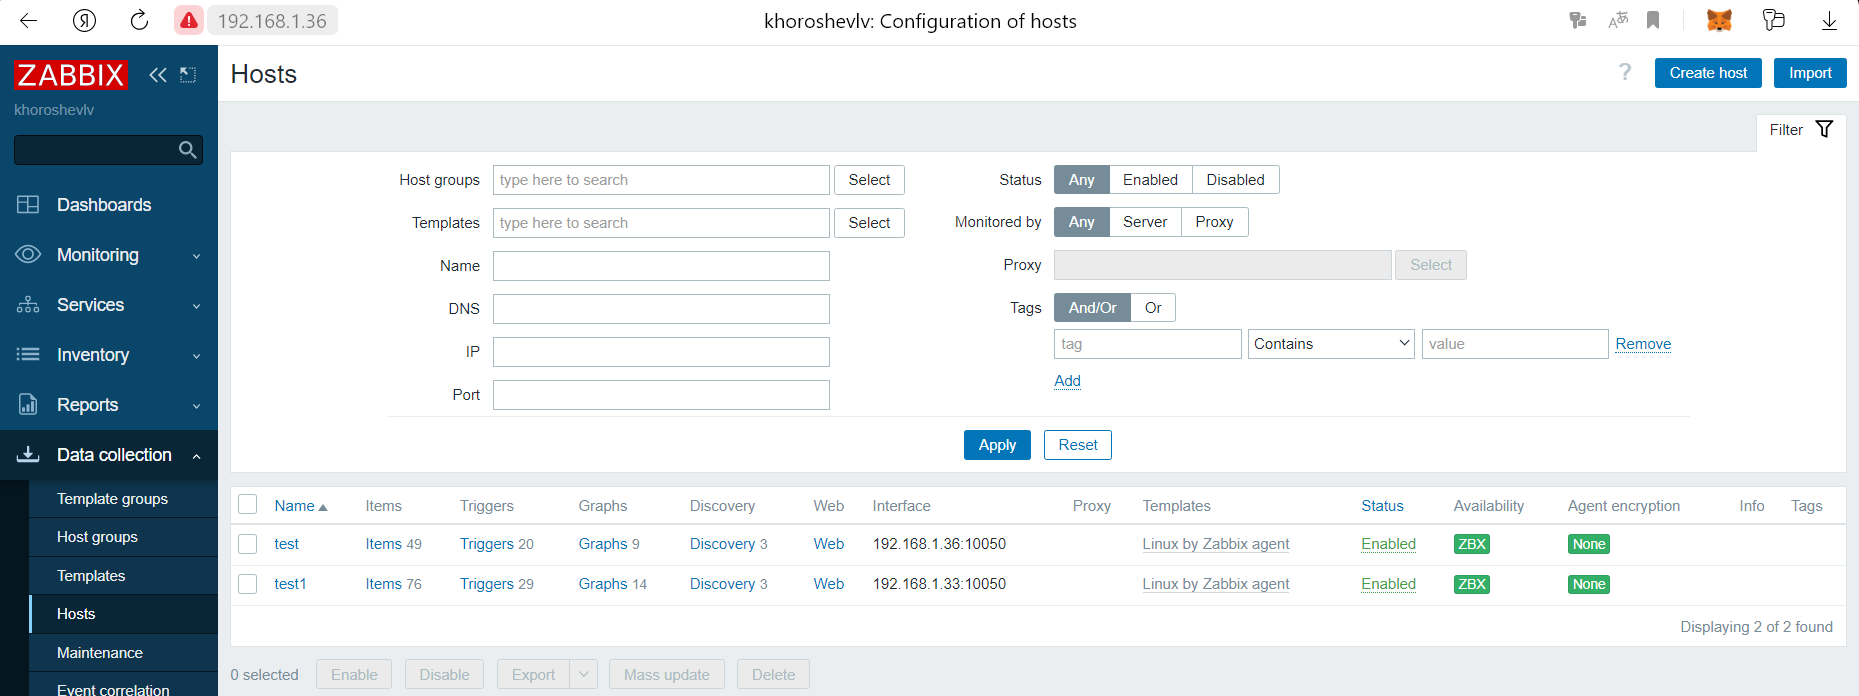 192.168.1.36
khoroshevlv: Configuration of hosts
ZABBIX
khoroshevlv
Dashboards
Monitoring
Services
Inventory
Reports
Data collection
Template groups
Host groups
Templates
Hosts
Maintenance
Event correlation
Hosts
? Create host Import
Filter
Host groups type here to search Select
Templates type here to search Select
Name
DNS
IP
Port
Status Any Enabled Disabled
Monitored by Any Server Proxy
Proxy Select
Tags And/Or Or
tag Contains value Remove
Add
Apply Reset
Name Items Triggers Graphs Discovery Web Interface Proxy Templates Status Availability Agent encryption Info Tags
test Items 49 Triggers 20 Graphs 9 Discovery 3 Web 192.168.1.36:10050 Linux by Zabbix agent Enabled ZBX None
test1 Items 76 Triggers 29 Graphs 14 Discovery 3 Web 192.168.1.33:10050 Linux by Zabbix agent Enabled ZBX None
Displaying 2 of 2 found
0 selected Enable Disable Export Mass update Delete